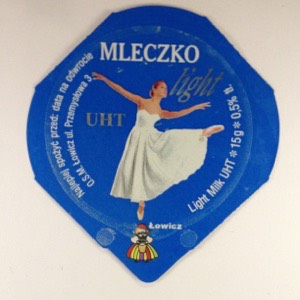 MLECZKO
light
UHT
Najlepiej spożyć przed: data na odwrocie
O.S.M. Łowicz ul. Przemysłowa 3
Light Milk UHT * 15g * 0,5% tł.
Łowicz